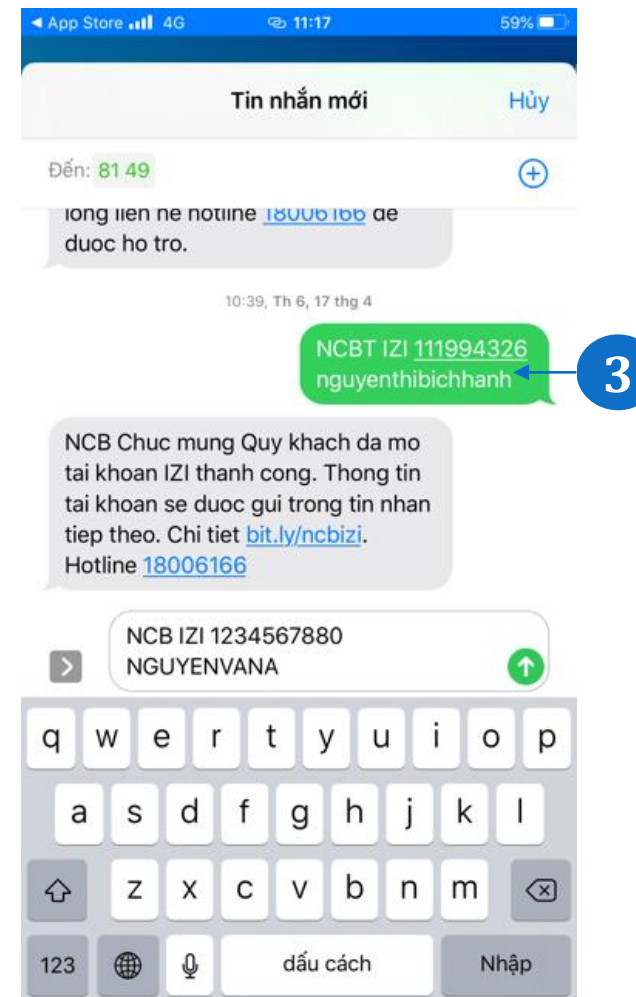 App Store 4G 11:17 59%
Tin nhắn mới Hủy
Đến: 81 49
long lien he hotline 18006166 de
duoc ho tro.
10:39, Th 6, 17 thg 4
NCBT IZI 111994326
nguyenthibichhanh
3
NCB Chuc mung Quy khach da mo
tai khoan IZI thanh cong. Thong tin
tai khoan se duoc gui trong tin nhan
tiep theo. Chi tiet bit.ly/ncbizi.
Hotline 18006166
NCB IZI 1234567880
NGUYENVANA
q w e r t y u i o p
a s d f g h j k l
z x c v b n m
123 dấu cách Nhập